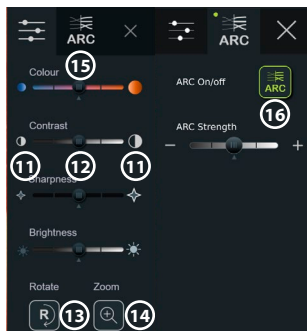 ARC
ARC
Colour
15
ARC On/off
ARC
16
Contrast
ARC Strength
11
12
11
Sharpness
Brightness
Rotate
Zoom
R
13
14